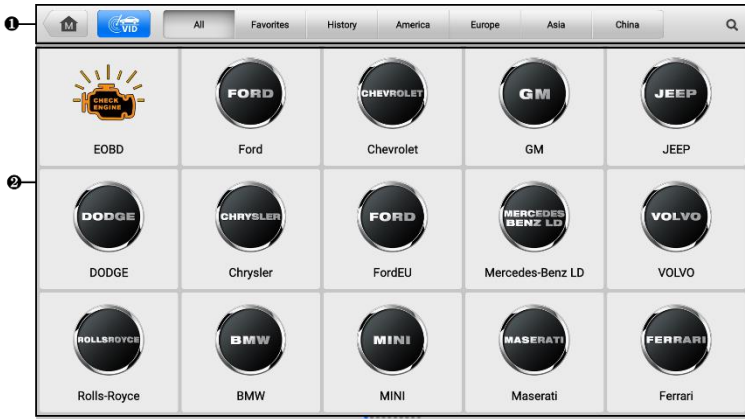 ❶
M
VID
All Favorites History America Europe Asia China
❷
CHECK
ENGINE
FORD
CHEVROLET
GM
JEEP
EOBD Ford Chevrolet GM JEEP
DODGE
CHRYSLER
FORD
MERCEDES
BENZ LD
VOLVO
DODGE Chrysler FordEU Mercedes-Benz LD VOLVO
ROLLSROYCE
BMW
MINI
MASERATI
FERRARI
Rolls-Royce BMW MINI Maserati Ferrari